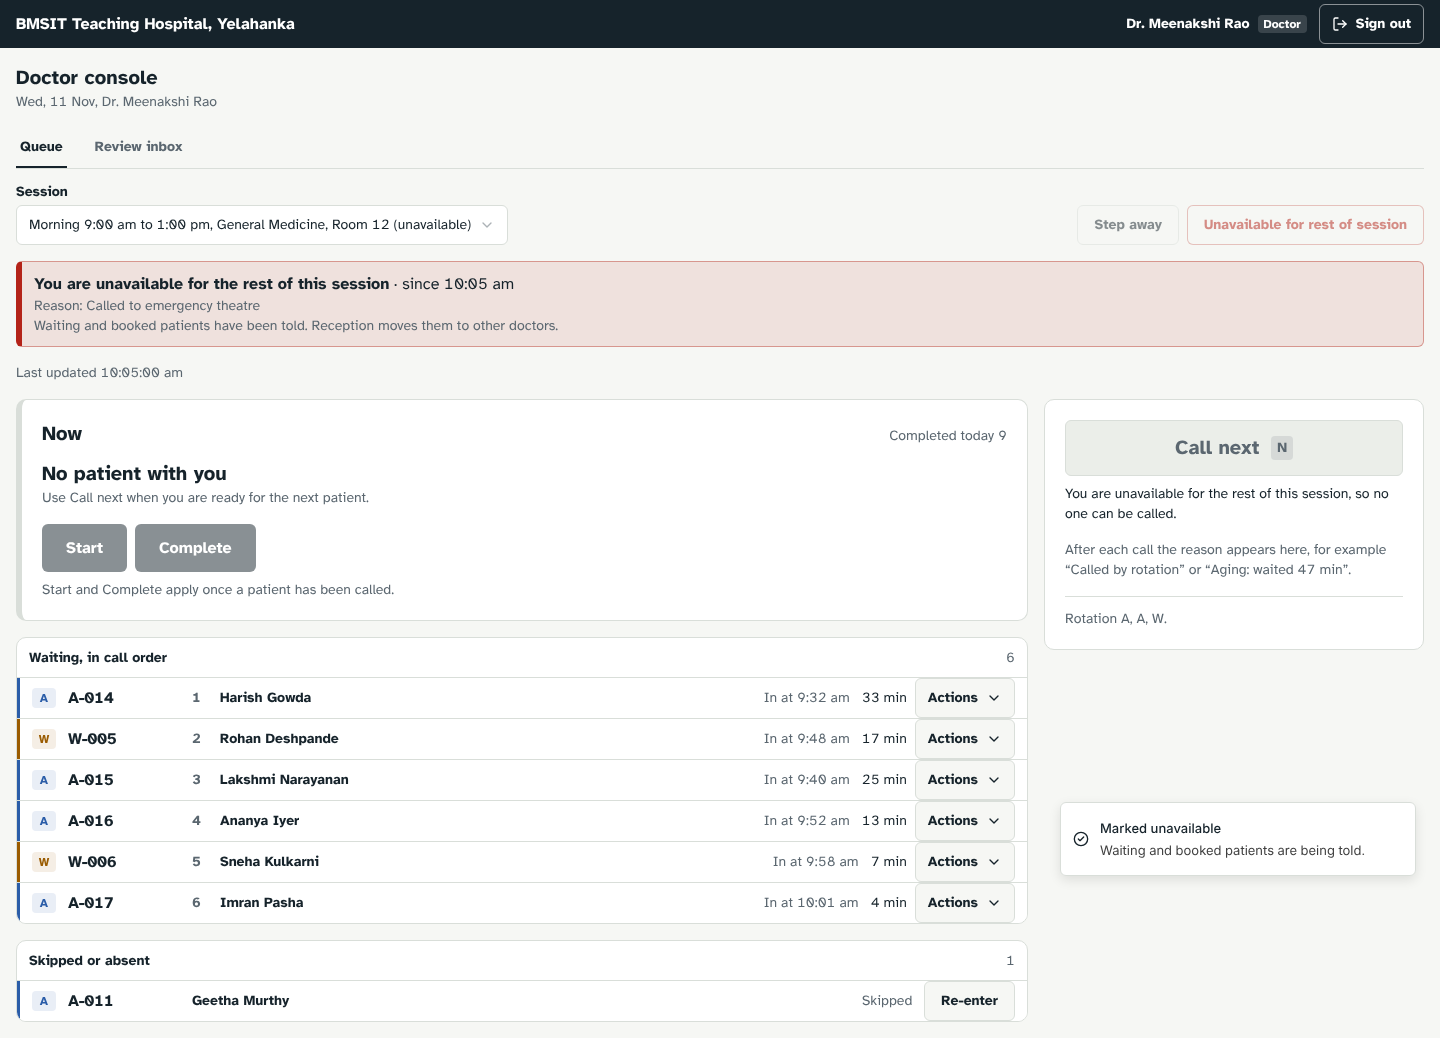 BMSIT Teaching Hospital, Yelahanka
Dr. Meenakshi Rao Doctor Sign out
Doctor console
Wed, 11 Nov, Dr. Meenakshi Rao
Queue Review inbox
Session
Morning 9:00 am to 1:00 pm, General Medicine, Room 12 (unavailable)
Step away Unavailable for rest of session
You are unavailable for the rest of this session · since 10:05 am
Reason: Called to emergency theatre
Waiting and booked patients have been told. Reception moves them to other doctors.
Last updated 10:05:00 am
Now Completed today 9
No patient with you
Use Call next when you are ready for the next patient.
Start Complete
Start and Complete apply once a patient has been called.
Call next N
You are unavailable for the rest of this session, so no
one can be called.
After each call the reason appears here, for example
“Called by rotation” or “Aging: waited 47 min”.
Rotation A, A, W.
Waiting, in call order 6
A A-014 1 Harish Gowda In at 9:32 am 33 min Actions
W W-005 2 Rohan Deshpande In at 9:48 am 17 min Actions
A A-015 3 Lakshmi Narayanan In at 9:40 am 25 min Actions
A A-016 4 Ananya Iyer In at 9:52 am 13 min Actions
W W-006 5 Sneha Kulkarni In at 9:58 am 7 min Actions
A A-017 6 Imran Pasha In at 10:01 am 4 min Actions
Marked unavailable
Waiting and booked patients are being told.
Skipped or absent 1
A A-011 Geetha Murthy Skipped Re-enter